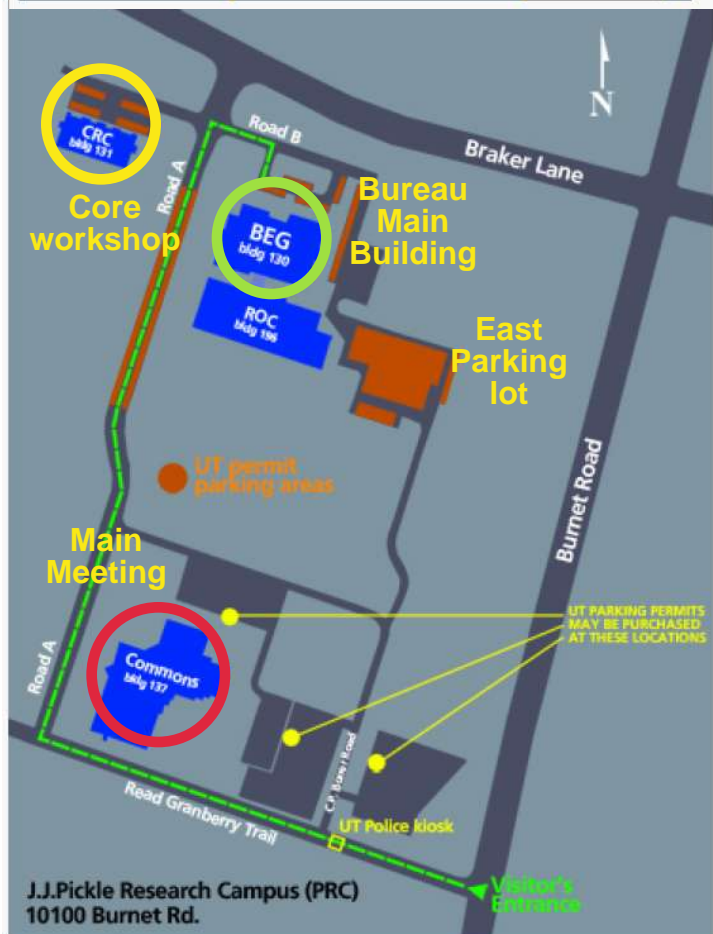 N
Braker Lane
Road B
CRC
bldg 131
Road A
Core
workshop
BEG
bldg 130
Bureau
Main
Building
ROC
bldg 196
East
Parking
lot
Burnet Road
UT permit
parking areas
Main
Meeting
UT PARKING PERMITS
MAY BE PURCHASED
AT THESE LOCATIONS
Road A
Commons
bldg 137
Read Granberry Trail
UT Police kiosk
Visitor's
Entrance
J.J.Pickle Research Campus (PRC)
10100 Burnet Rd.